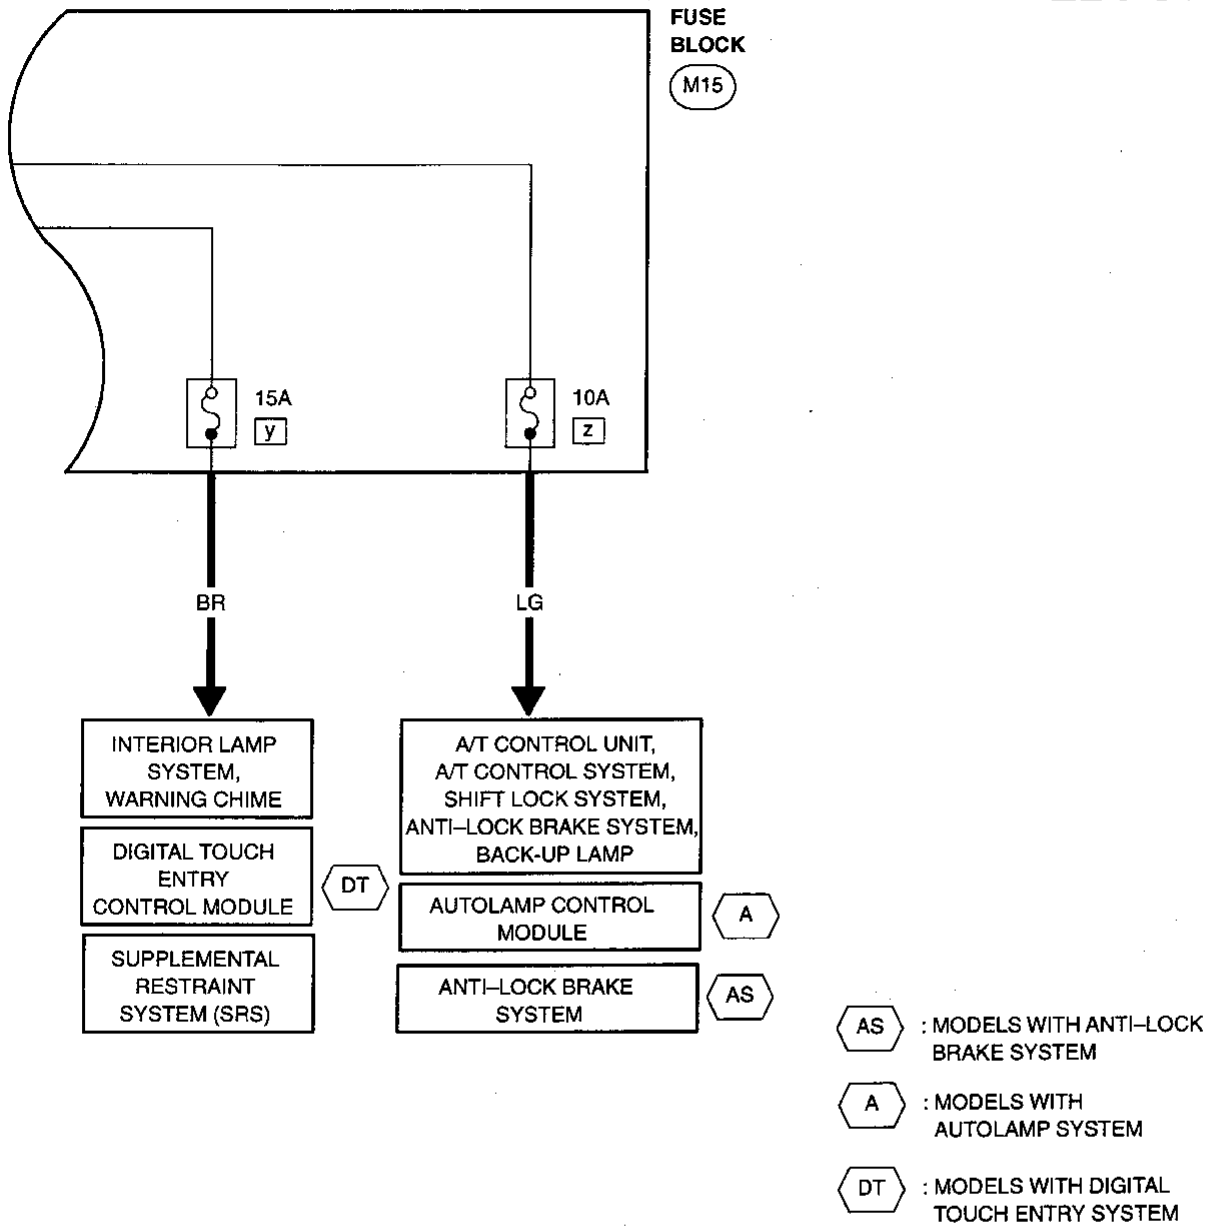 FUSE
BLOCK
M15
15A
y
10A
z
BR
LG
INTERIOR LAMP
SYSTEM,
WARNING CHIME
DIGITAL TOUCH
ENTRY
CONTROL MODULE
DT
SUPPLEMENTAL
RESTRAINT
SYSTEM (SRS)
A/T CONTROL UNIT,
A/T CONTROL SYSTEM,
SHIFT LOCK SYSTEM,
ANTI–LOCK BRAKE SYSTEM,
BACK-UP LAMP
AUTOLAMP CONTROL
MODULE
A
ANTI–LOCK BRAKE
SYSTEM
AS
AS : MODELS WITH ANTI–LOCK
BRAKE SYSTEM
A : MODELS WITH
AUTOLAMP SYSTEM
DT : MODELS WITH DIGITAL
TOUCH ENTRY SYSTEM